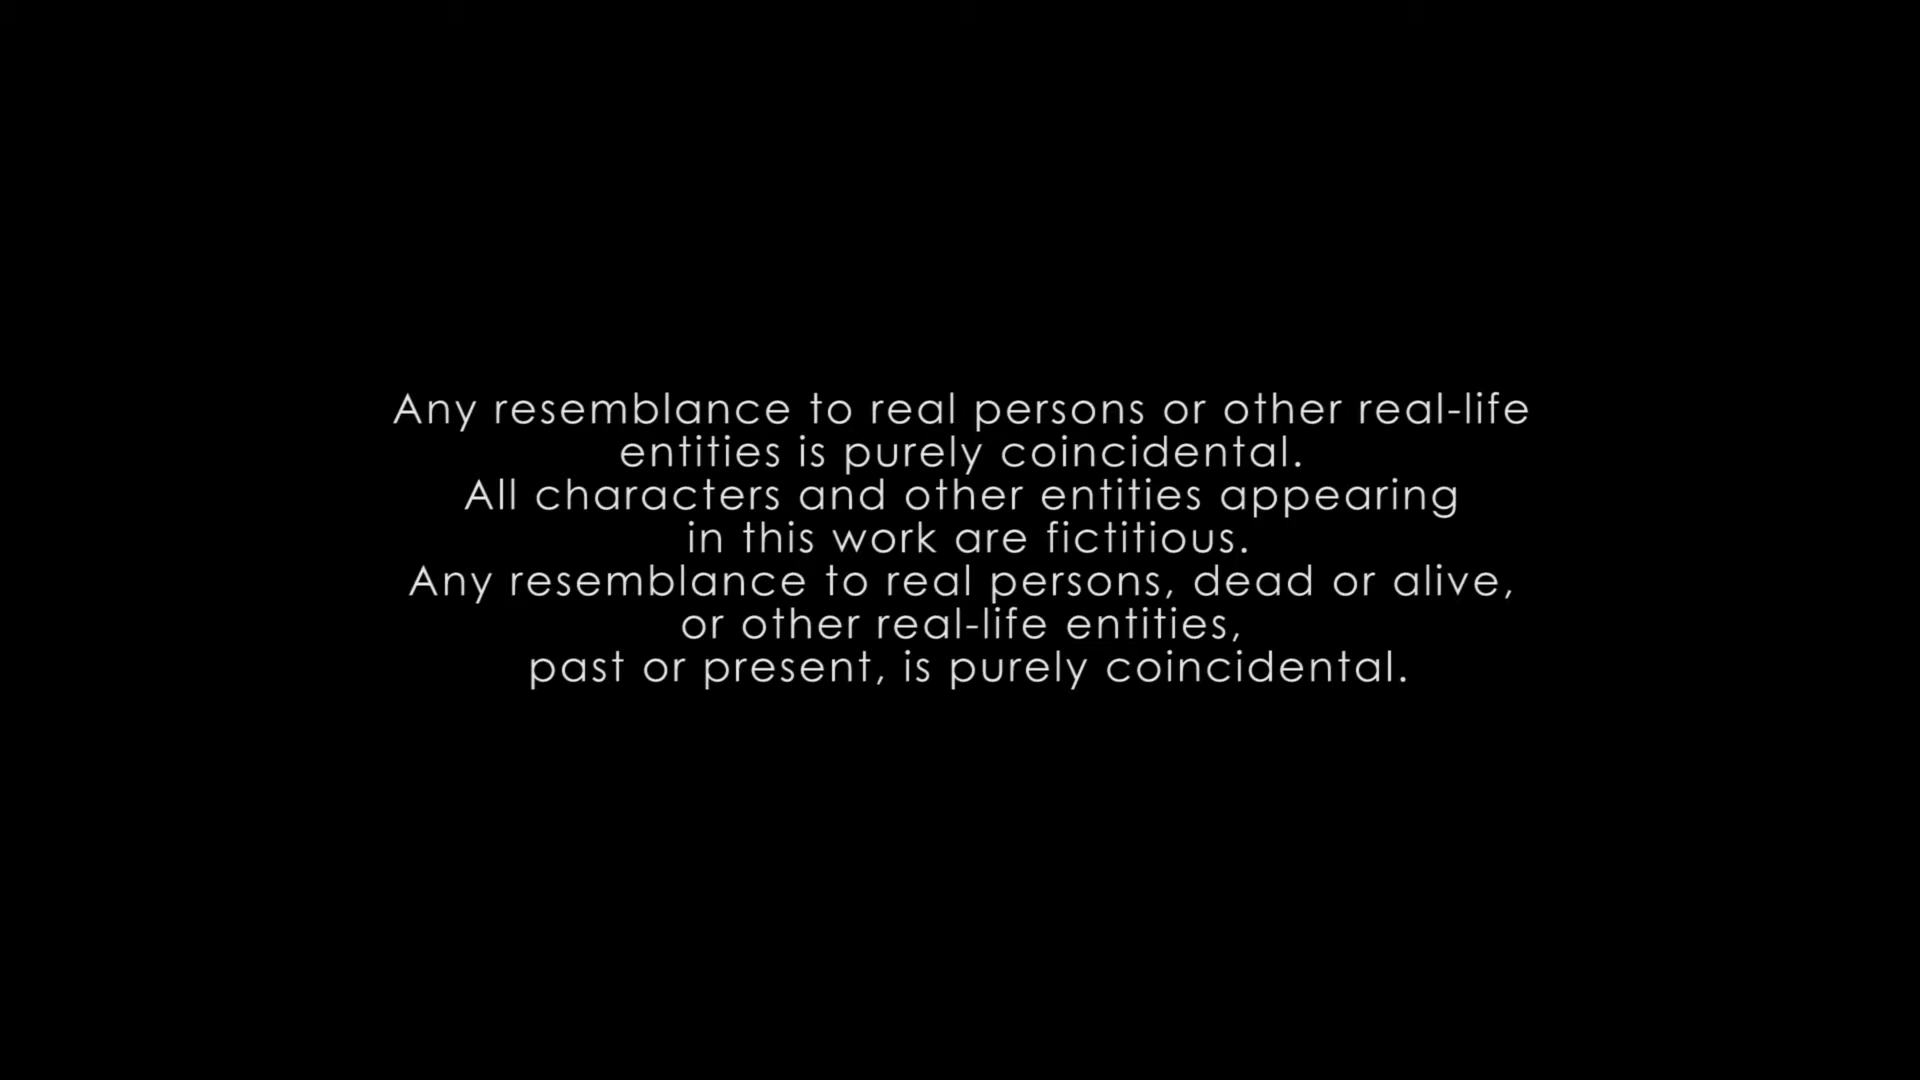 Any resemblance to real persons or other real-life
entities is purely coincidental.
All characters and other entities appearing
in this work are fictitious.
Any resemblance to real persons, dead or alive,
or other real-life entities,
past or present, is purely coincidental.